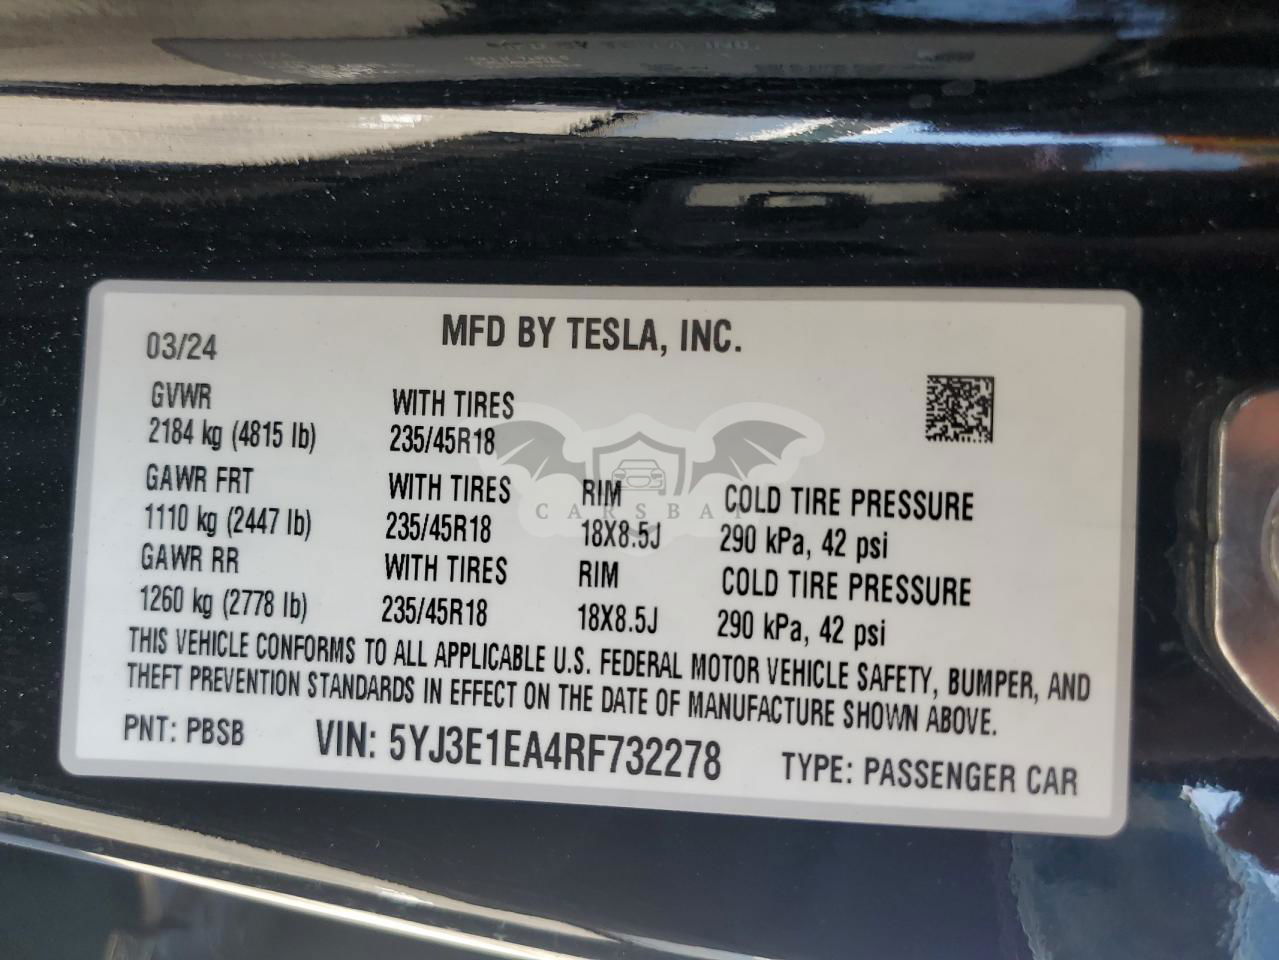 MFD BY TESLA, INC.
03/24
GVWR
2184 kg (4815 lb)
WITH TIRES
235/45R18
GAWR FRT
1110 kg (2447 lb)
WITH TIRES
235/45R18
RIM
18X8.5J
COLD TIRE PRESSURE
290 kPa, 42 psi
GAWR RR
1260 kg (2778 lb)
WITH TIRES
235/45R18
RIM
18X8.5J
COLD TIRE PRESSURE
290 kPa, 42 psi
THIS VEHICLE CONFORMS TO ALL APPLICABLE U.S. FEDERAL MOTOR VEHICLE SAFETY, BUMPER, AND
THEFT PREVENTION STANDARDS IN EFFECT ON THE DATE OF MANUFACTURE SHOWN ABOVE.
PNT: PBSB VIN: 5YJ3E1EA4RF732278 TYPE: PASSENGER CAR
CARSBAT